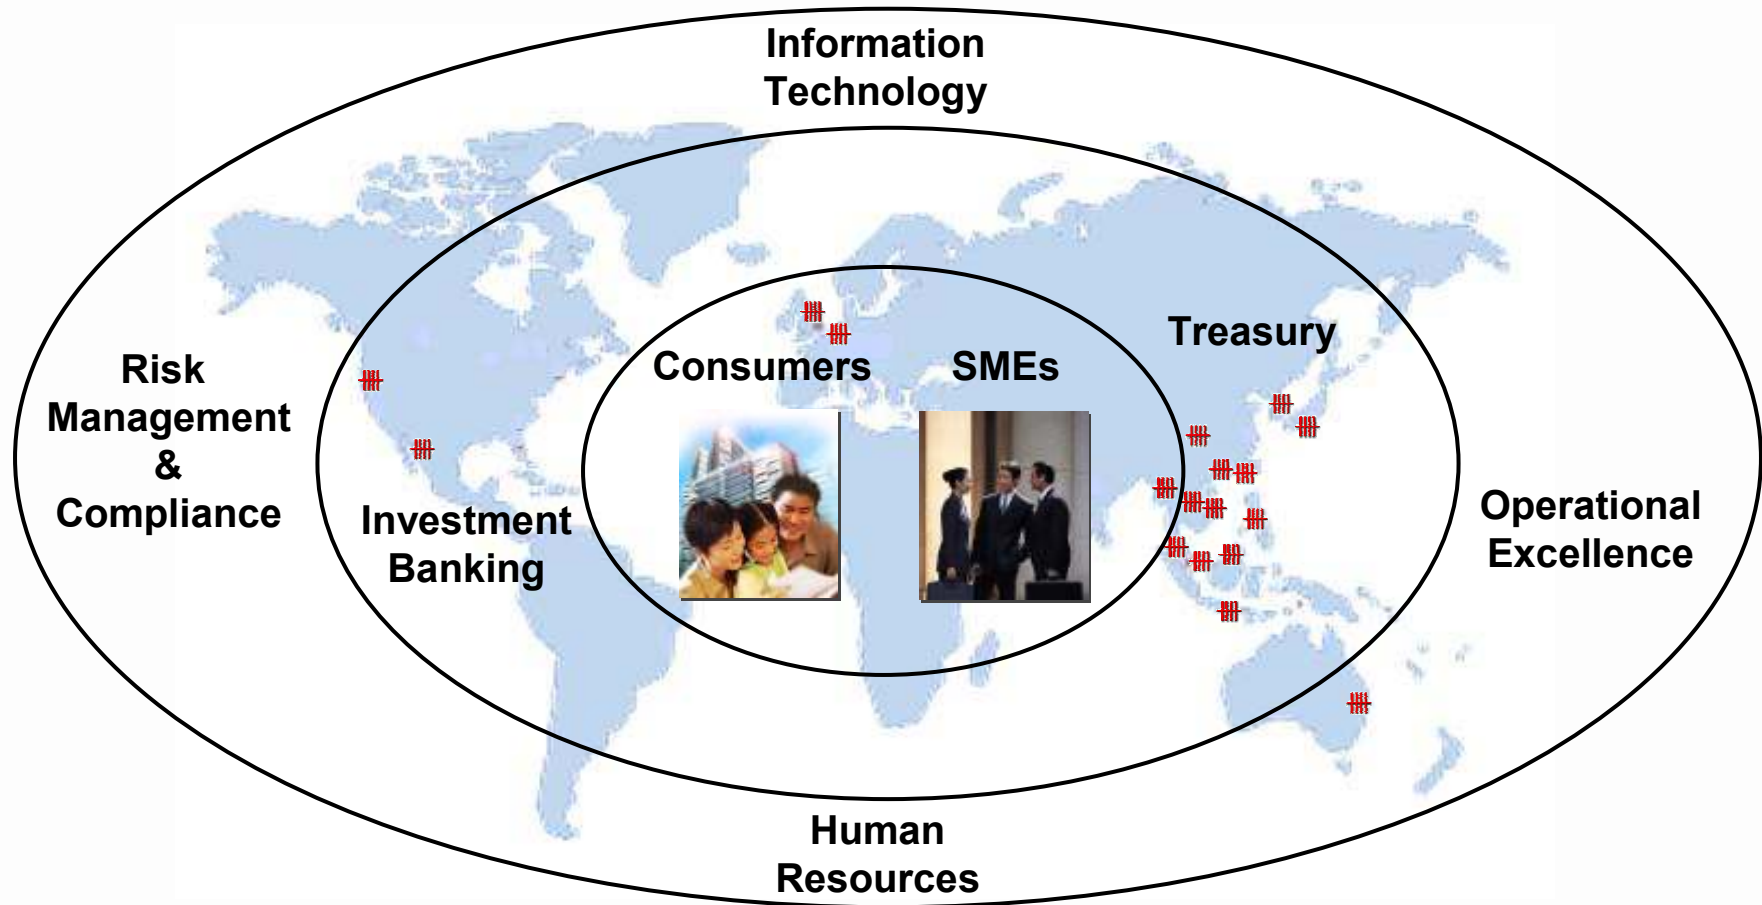 Information
Technology
Treasury
Consumers
SMEs
Risk
Management
&
Compliance
Investment
Banking
Operational
Excellence
Human
Resources